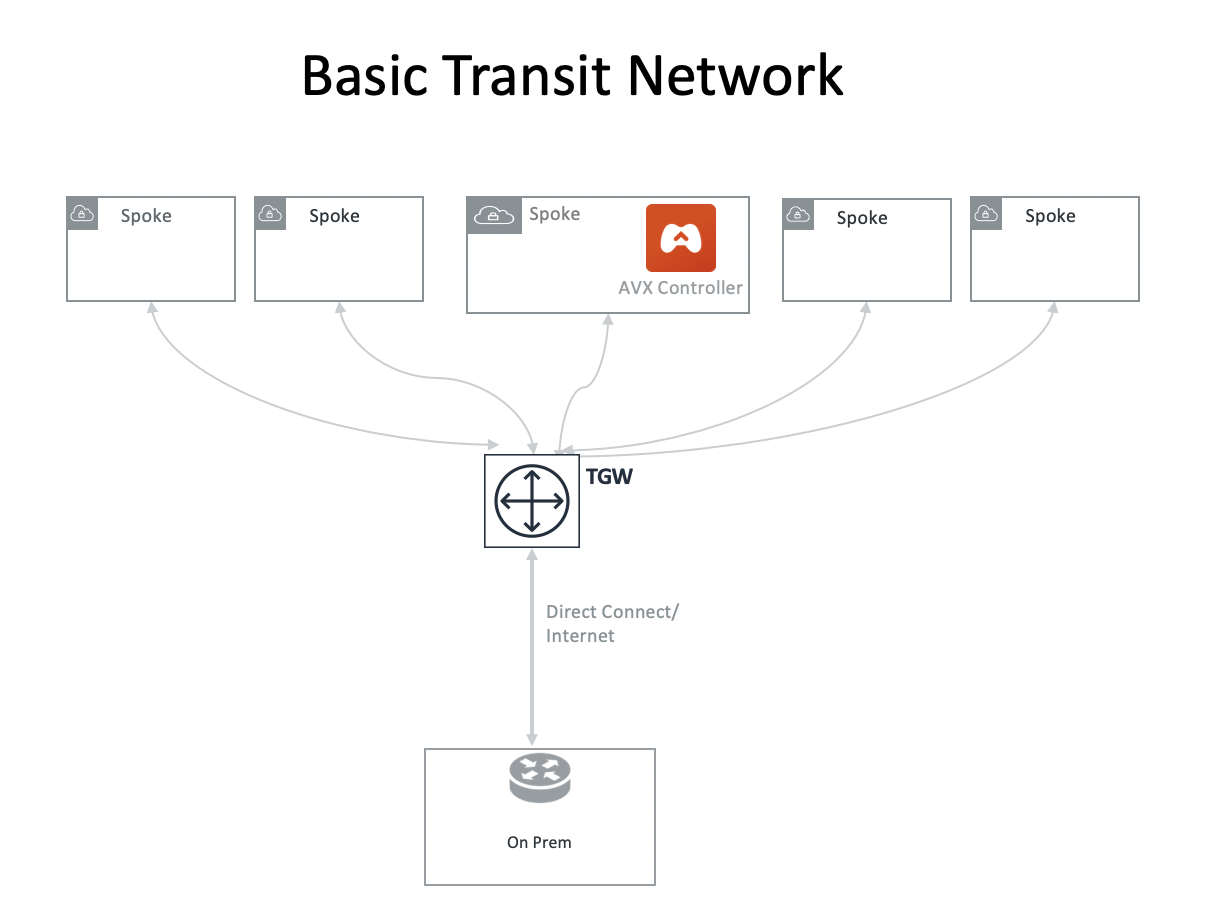 Basic Transit Network
Spoke
Spoke
Spoke
AVX Controller
Spoke
Spoke
TGW
Direct Connect/
Internet
On Prem